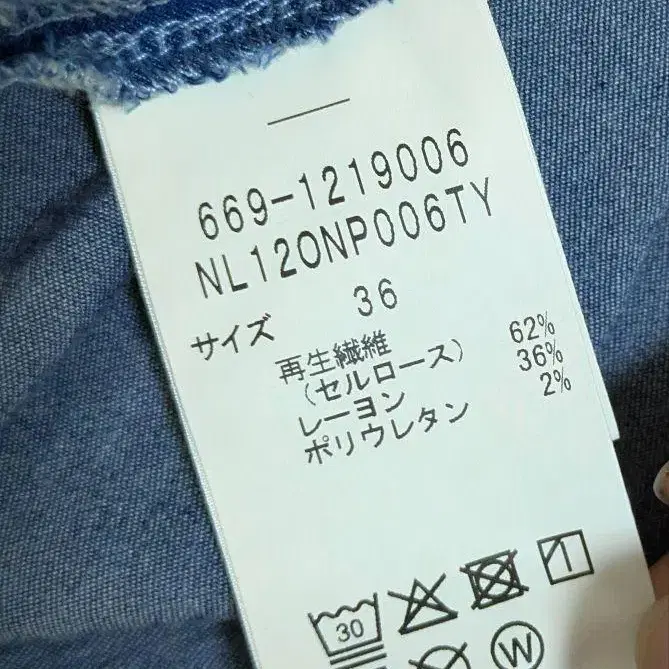 669-1219006
NL120NP006TY
サイズ 36
再生繊維 62%
(セルロース)
レーヨン 36%
ポリウレタン 2%
30
W